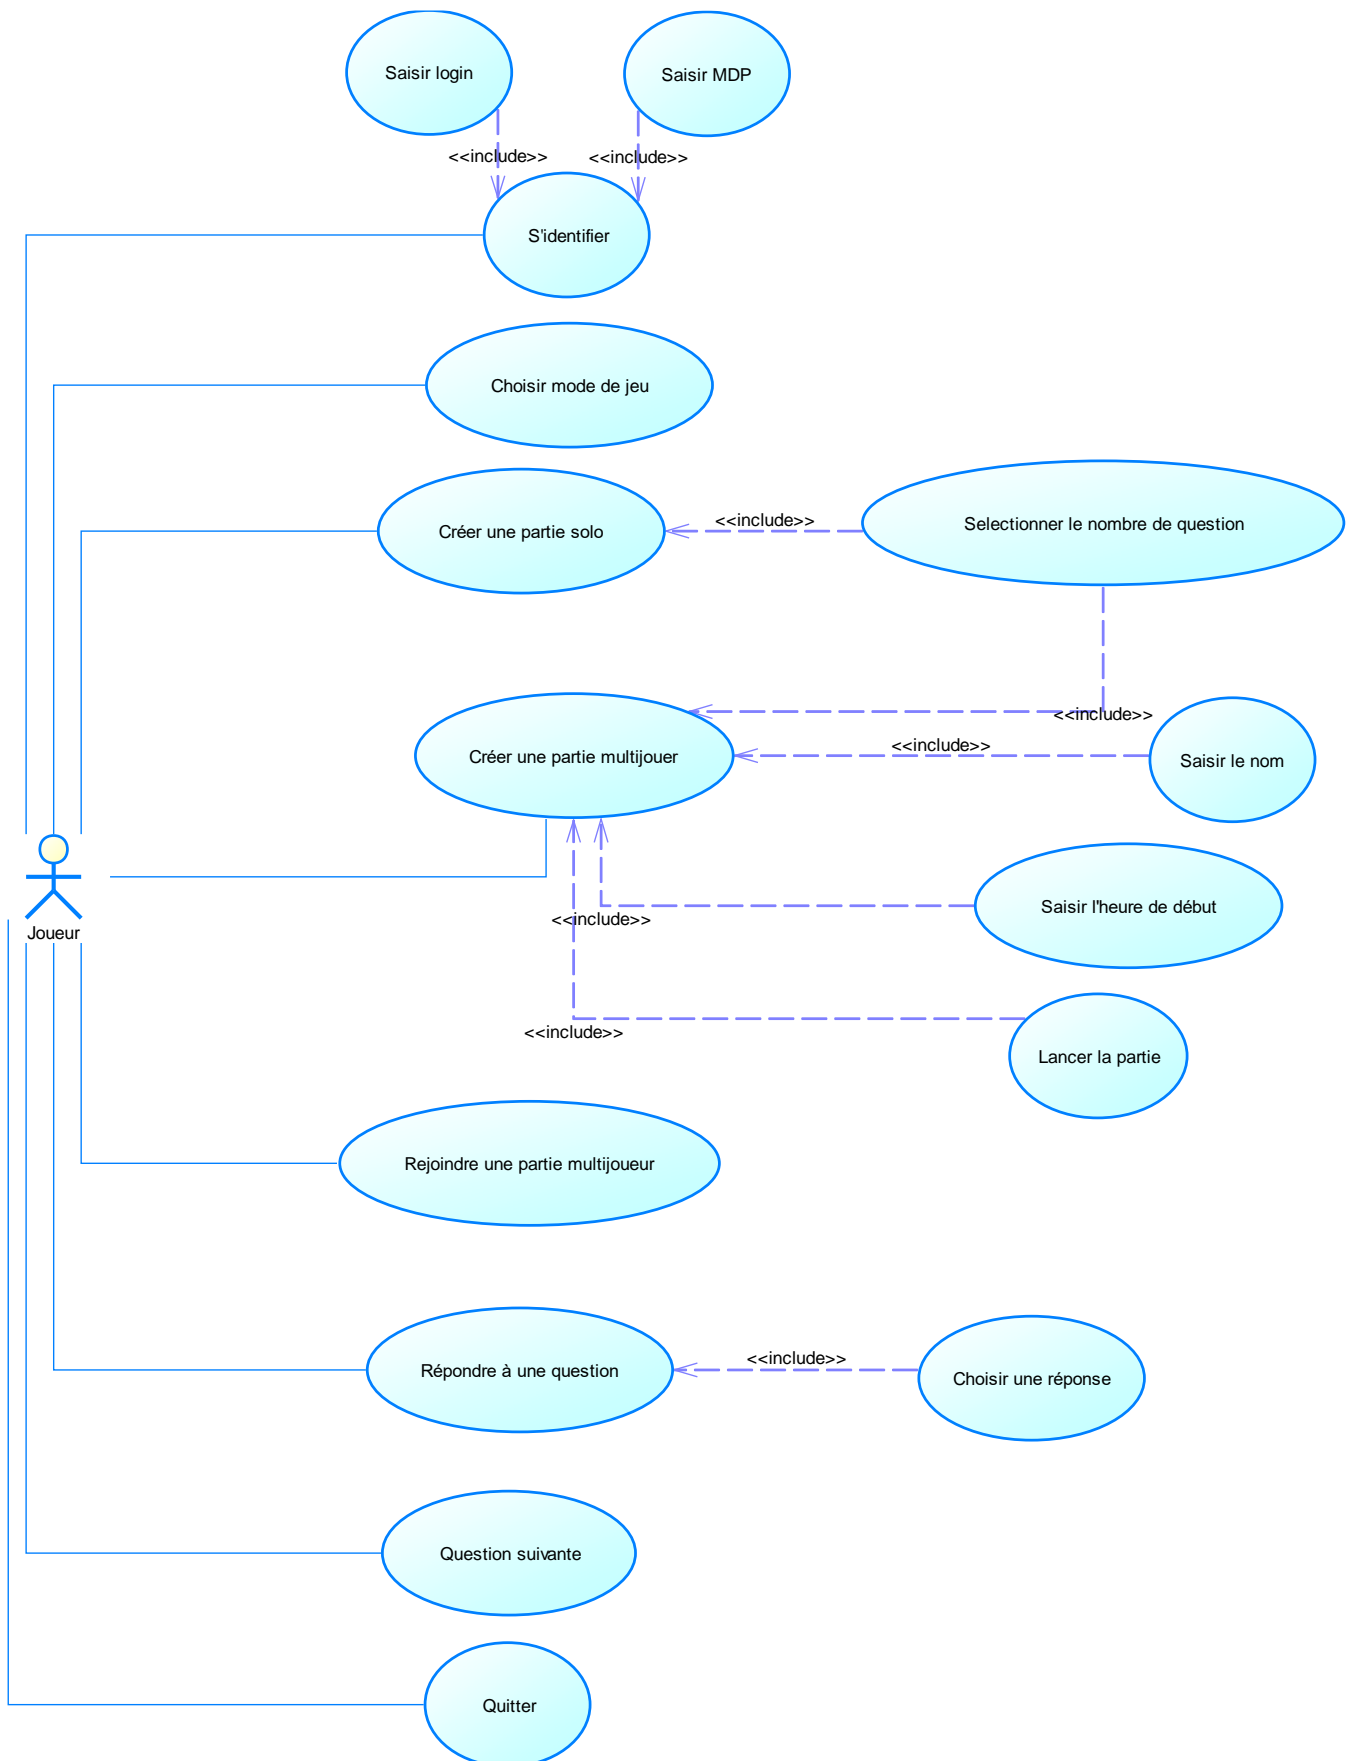 Saisir login
Saisir MDP
<<include>>
<<include>>
S'identifier
Choisir mode de jeu
Créer une partie solo
<<include>>
Selectionner le nombre de question
<<include>>
Créer une partie multijouer
<<include>>
Saisir le nom
Joueur
Saisir l'heure de début
<<include>>
<<include>>
Lancer la partie
Rejoindre une partie multijoueur
Répondre à une question
<<include>>
Choisir une réponse
Question suivante
Quitter